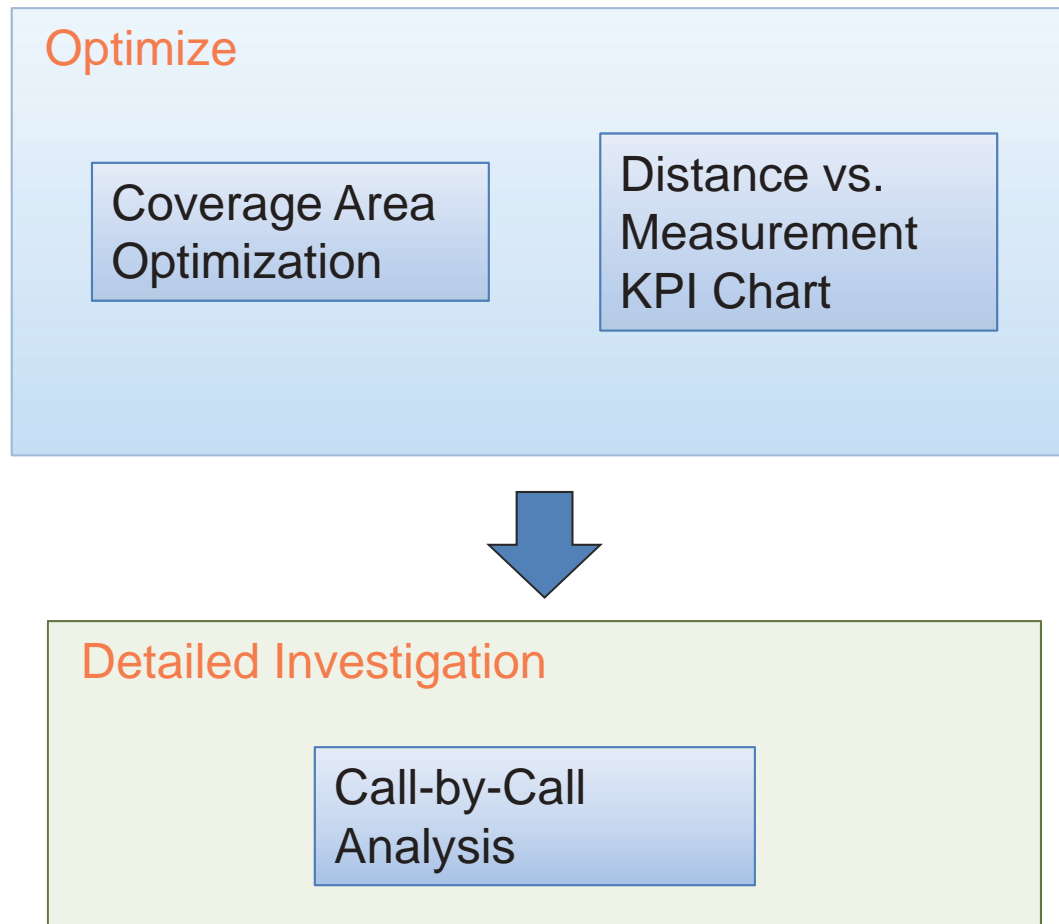 Optimize
Coverage Area
Optimization
Distance vs.
Measurement
KPI Chart
Detailed Investigation
Call-by-Call
Analysis